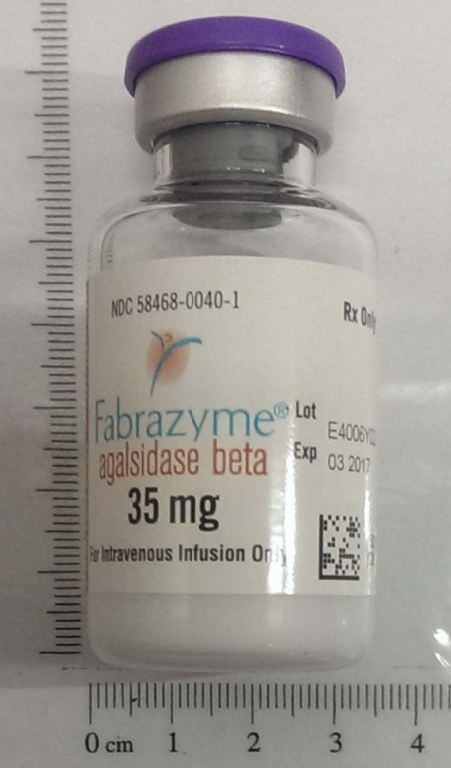 NDC 58468-0040-1
Rx Only
Fabrazyme®
agalsidase beta
35 mg
For Intravenous Infusion Only
Lot
Exp 03 2017
0 cm 1 2 3 4